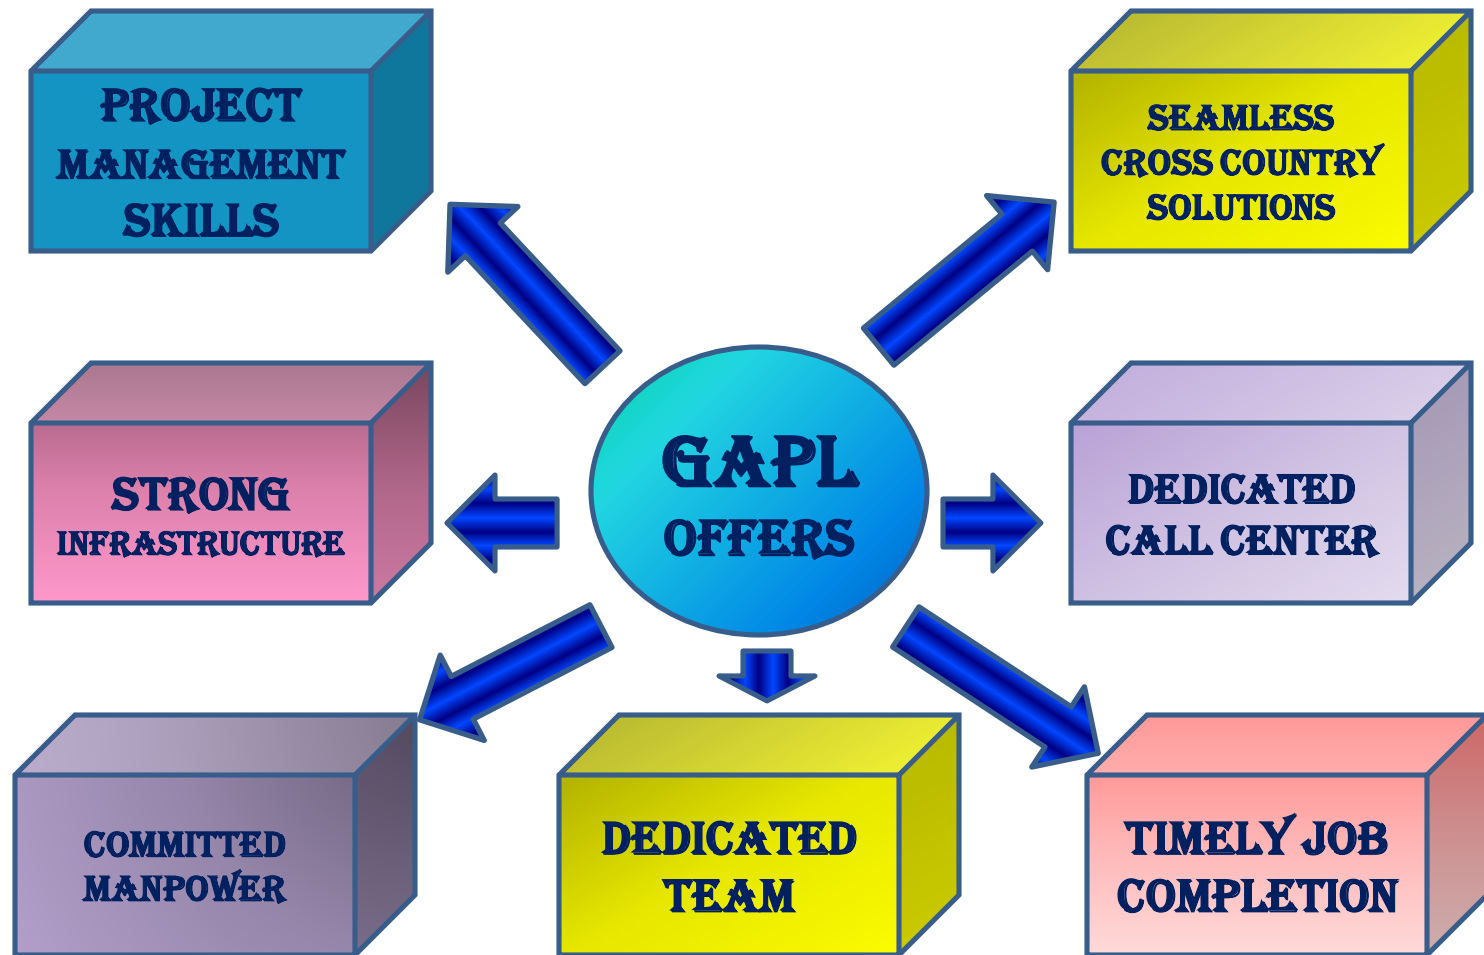 PROJECT
MANAGEMENT
SKILLS
SEAMLESS
CROSS COUNTRY
SOLUTIONS
GAPL
OFFERS
STRONG
INFRASTRUCTURE
DEDICATED
CALL CENTER
COMMITTED
MANPOWER
DEDICATED
TEAM
TIMELY JOB
COMPLETION